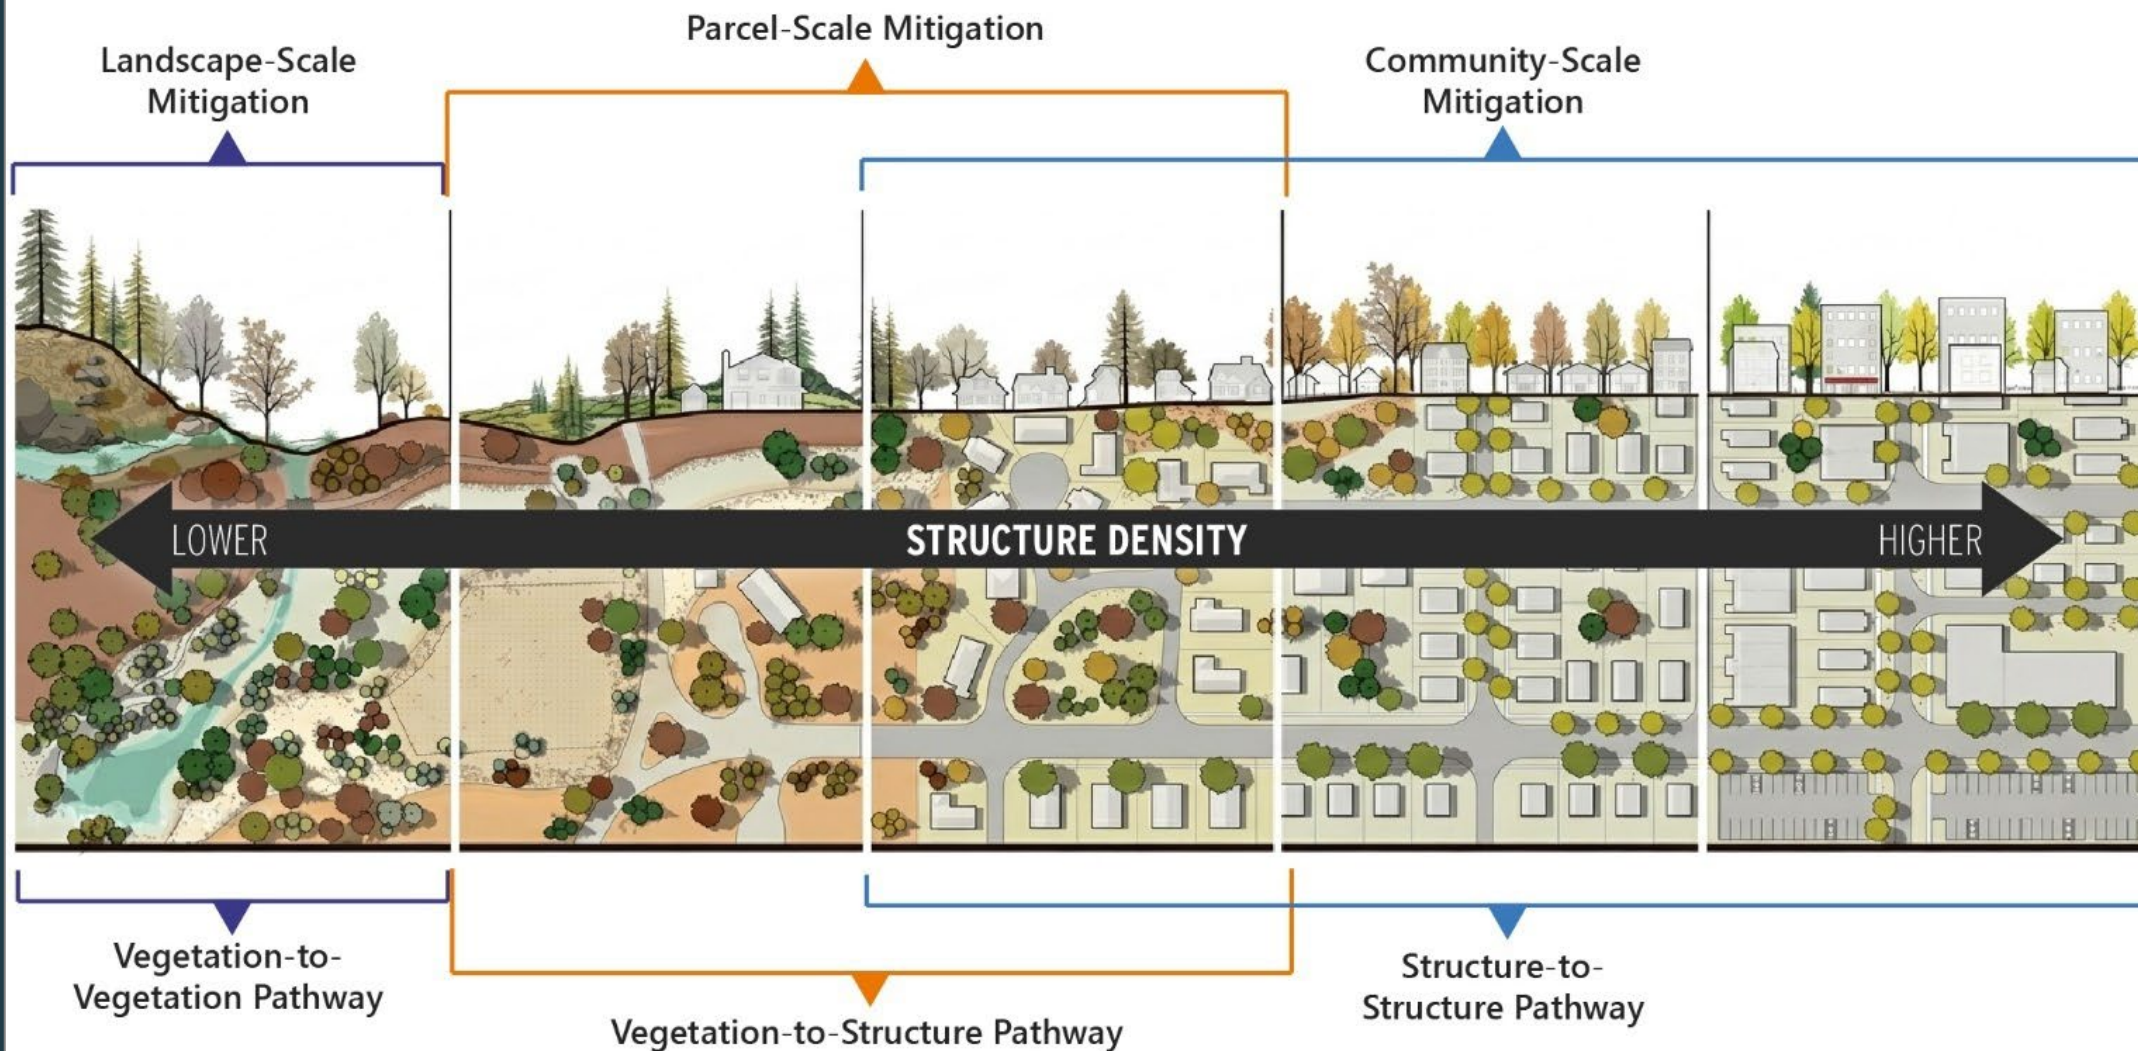 Parcel-Scale Mitigation
Landscape-Scale
Mitigation
Community-Scale
Mitigation
LOWER
STRUCTURE DENSITY
HIGHER
Vegetation-to-
Vegetation Pathway
Vegetation-to-Structure Pathway
Structure-to-
Structure Pathway